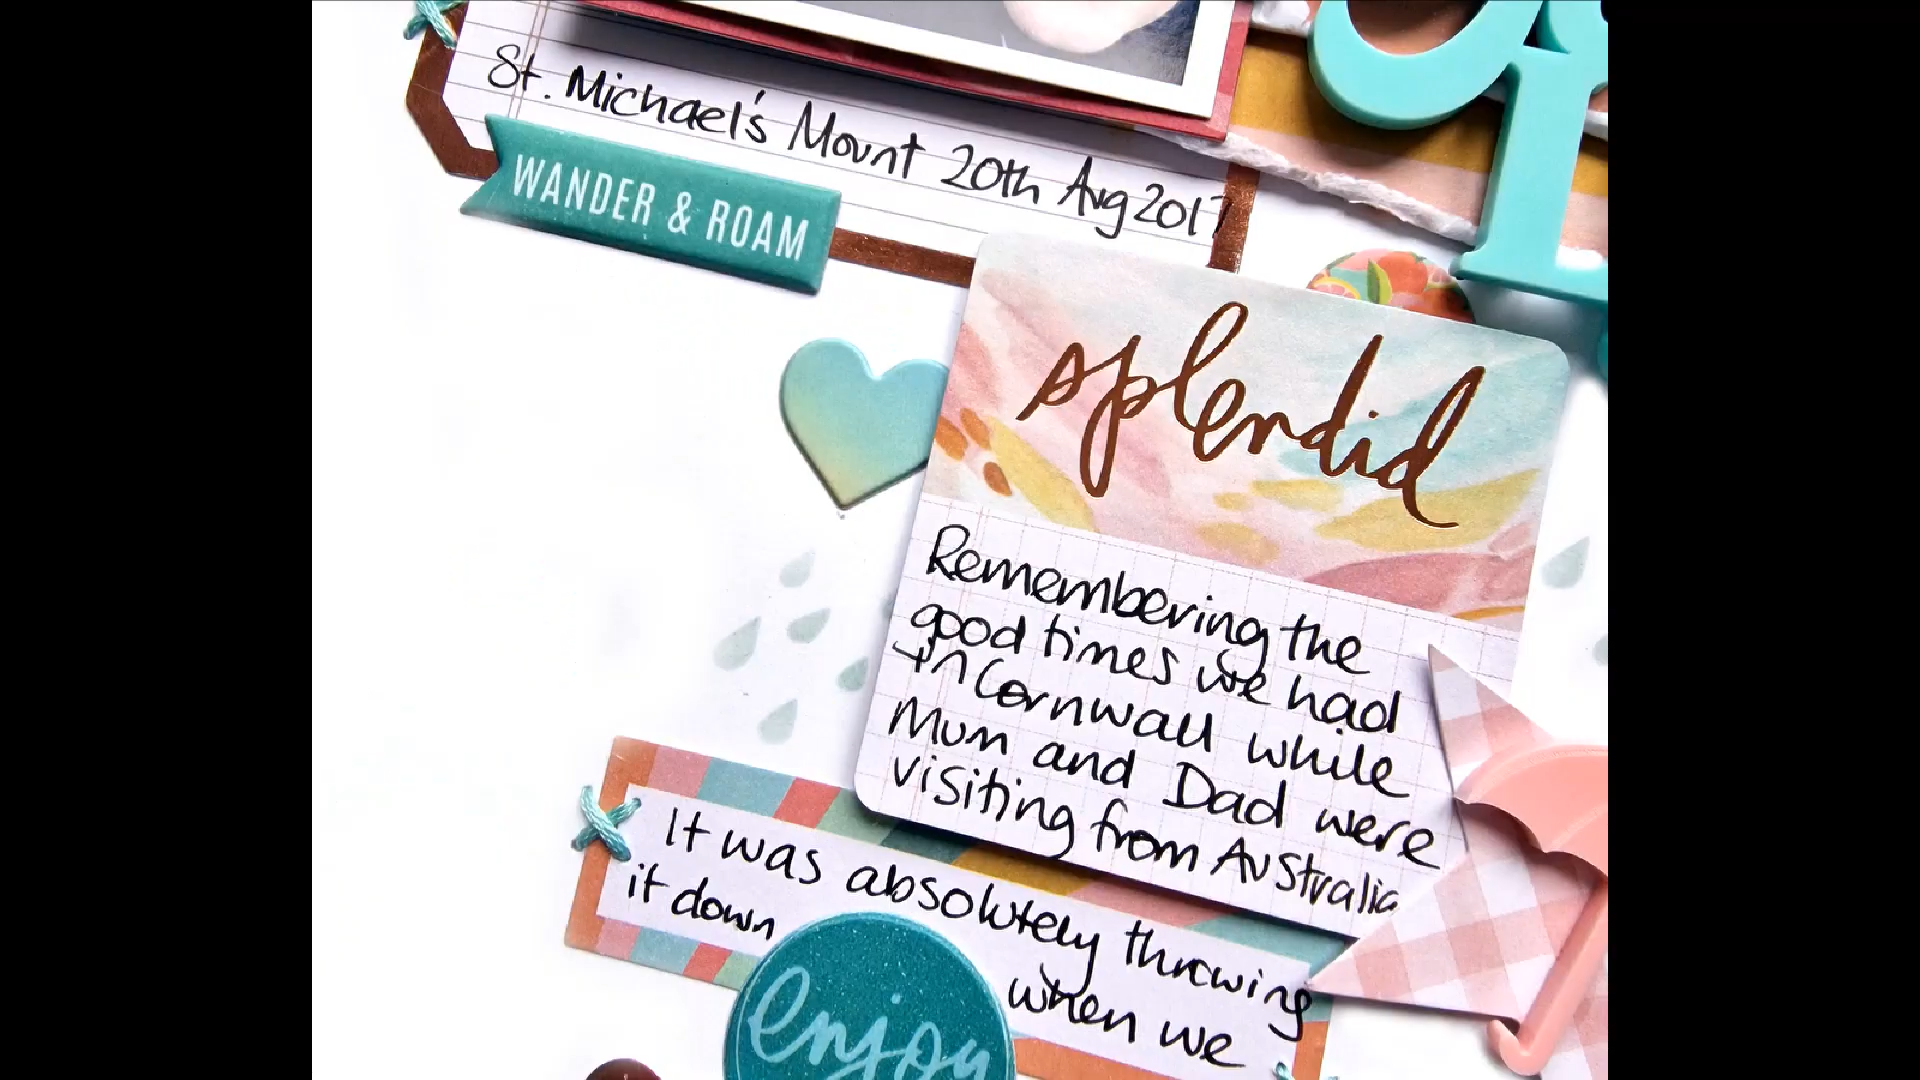 St. Michael's Mount 20th Aug 2017
WANDER & ROAM
splendid
Remembering the
good times we had
in Cornwall while
Mum and Dad were
visiting from Australia
It was absolutely throwing
it down when we
enjoy